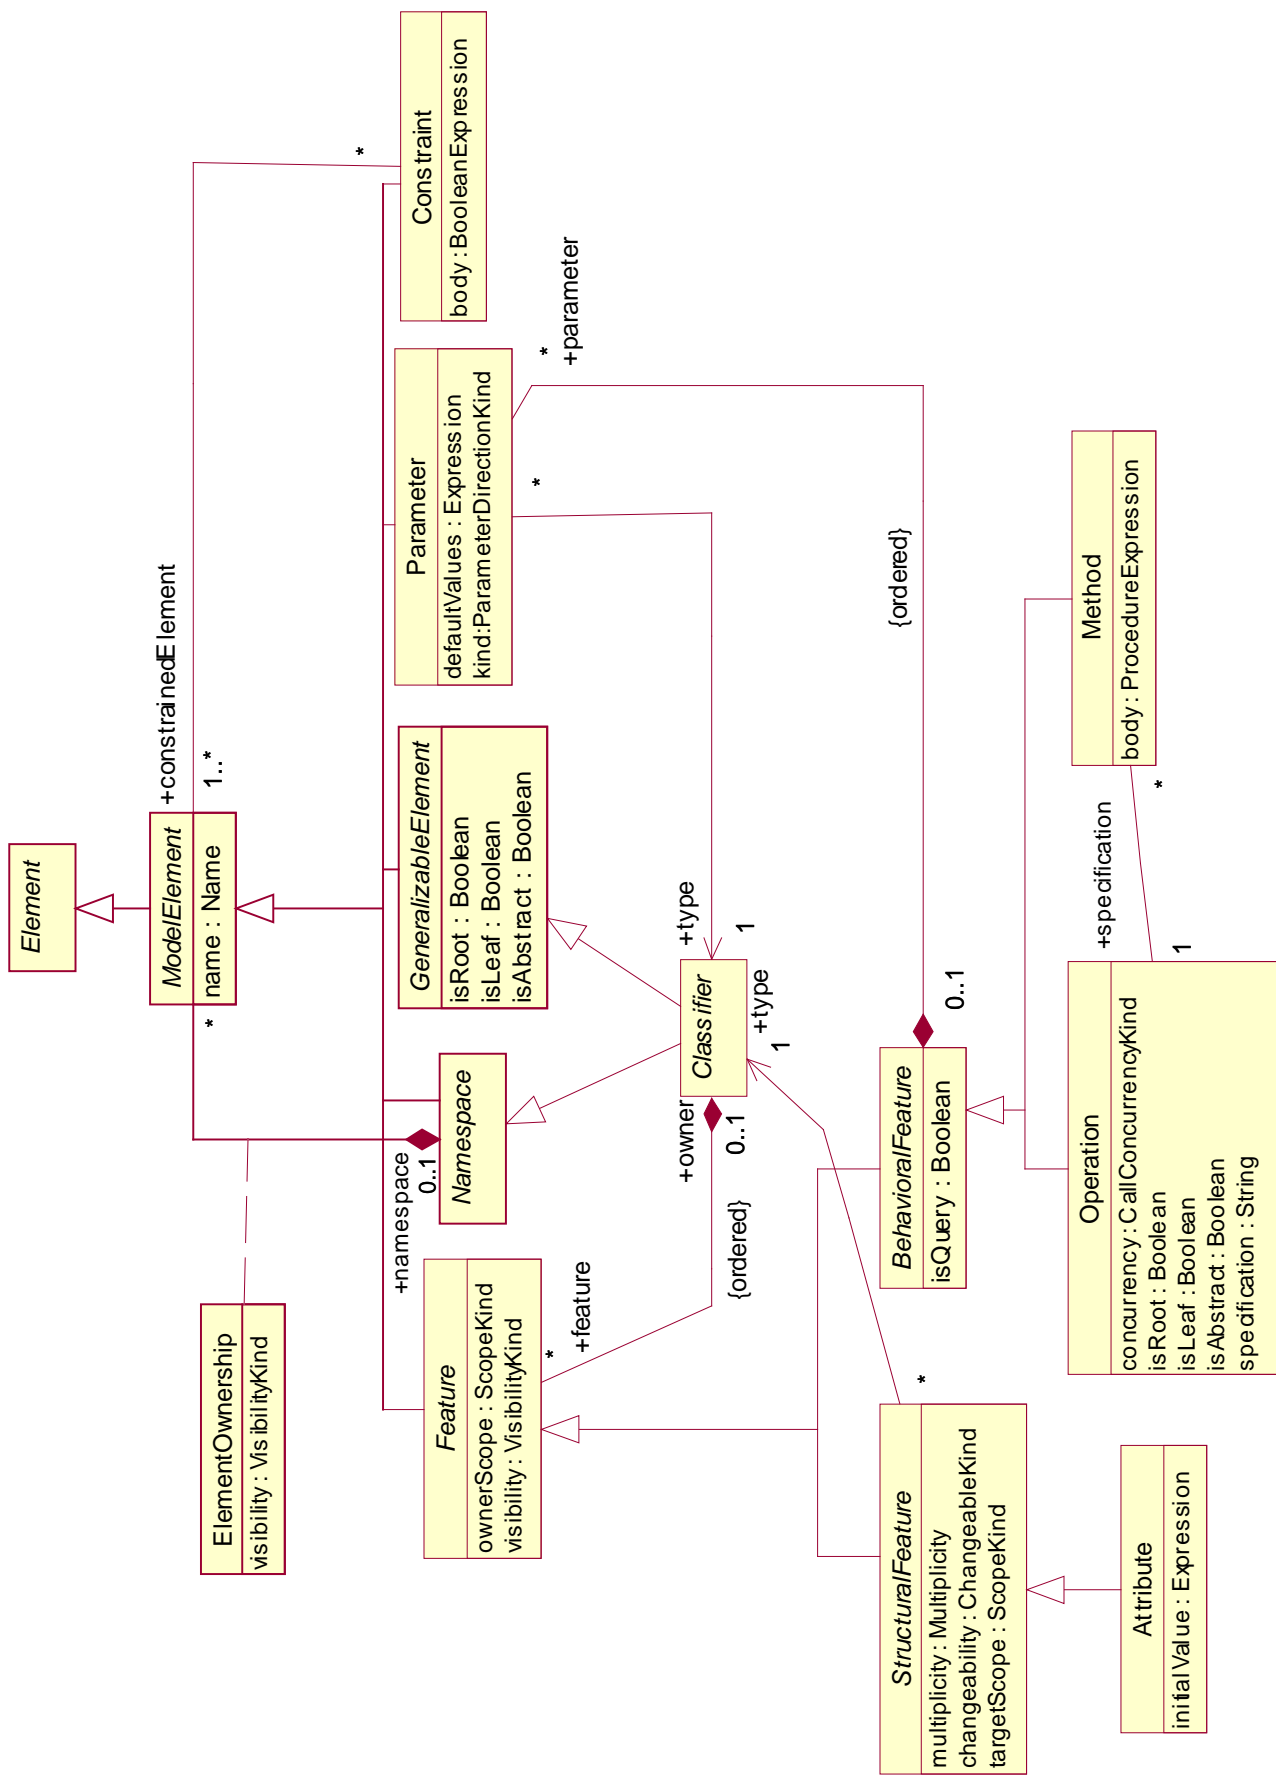 Element
ModelElement
name : Name
*
1..*
+constrainedElement
*
ElementOwnership
visibility : VisibilityKind
+namespace
0..1
Feature
ownerScope : ScopeKind
visibility : VisibilityKind
Namespace
GeneralizableElement
isRoot : Boolean
isLeaf : Boolean
isAbstract : Boolean
Parameter
defaultValues : Expression
kind:ParameterDirectionKind
Constraint
body : BooleanExpression
*
+feature
*
*
+parameter
{ordered}
+owner
0..1
Classifier
+type
1
+type
1
{ordered}
*
StructuralFeature
multiplicity : Multiplicity
changeability : ChangeableKind
targetScope : ScopeKind
BehavioralFeature
isQuery : Boolean
0..1
Attribute
initialValue : Expression
Operation
concurrency : CallConcurrencyKind
isRoot : Boolean
isLeaf : Boolean
isAbstract : Boolean
specification : String
+specification
1
*
Method
body : ProcedureExpression